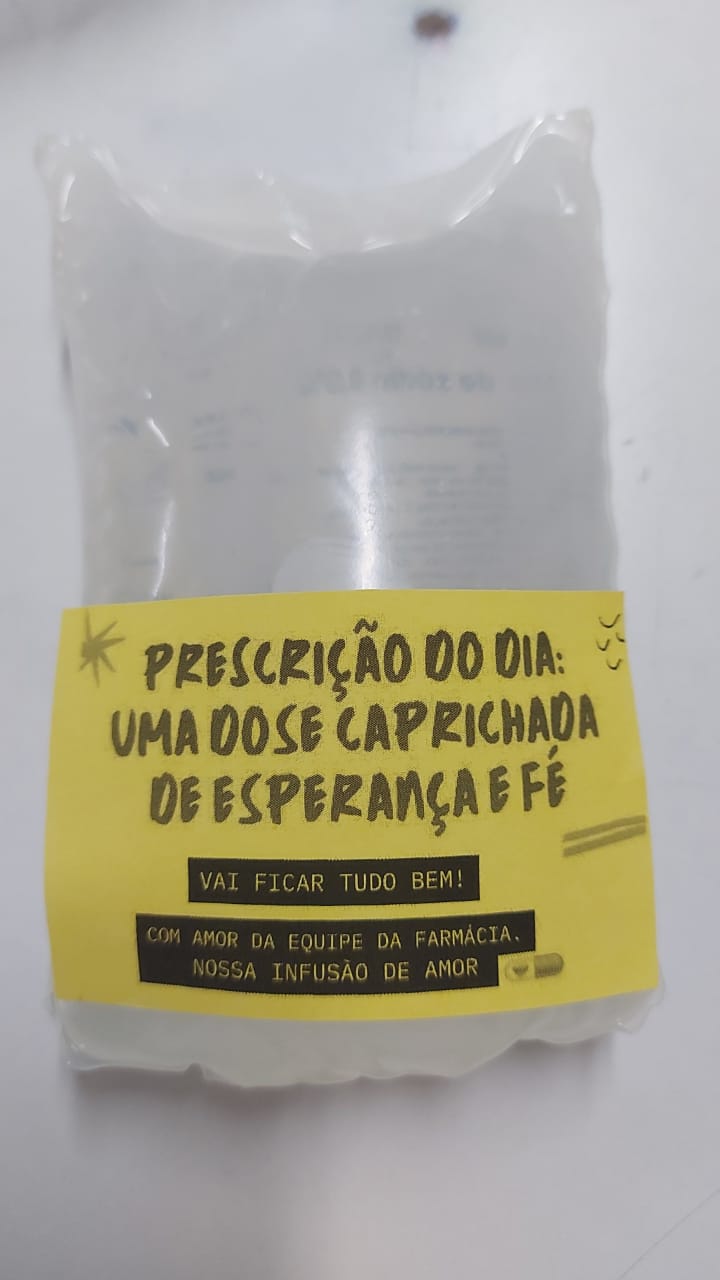 PRESCRIÇÃO DO DIA:
UMA DOSE CAPRICHADA
DE ESPERANÇA E FÉ
VAI FICAR TUDO BEM!
COM AMOR DA EQUIPE DA FARMÁCIA.
NOSSA INFUSÃO DE AMOR